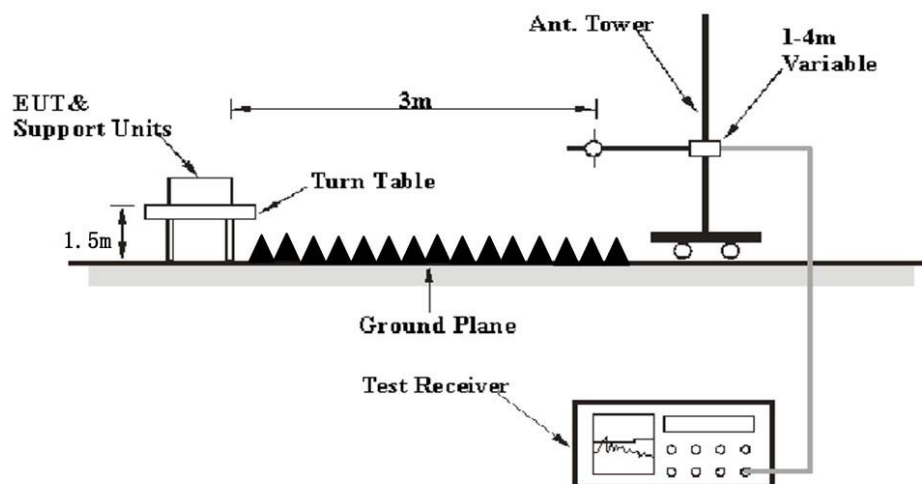 Ant. Tower
1-4m
Variable
EUT&
Support Units
3m
Turn Table
1.5m
Ground Plane
Test Receiver